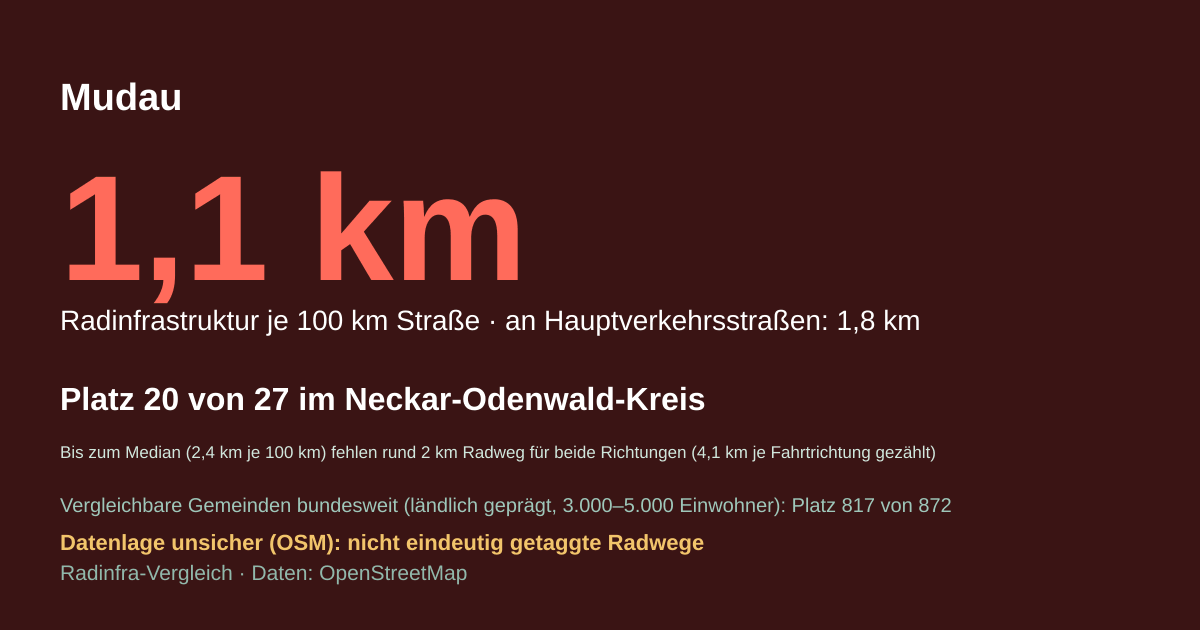 Mudau
1,1 km
Radinfrastruktur je 100 km Straße · an Hauptverkehrsstraßen: 1,8 km
Platz 20 von 27 im Neckar-Odenwald-Kreis
Bis zum Median (2,4 km je 100 km) fehlen rund 2 km Radweg für beide Richtungen (4,1 km je Fahrtrichtung gezählt)
Vergleichbare Gemeinden bundesweit (ländlich geprägt, 3.000–5.000 Einwohner): Platz 817 von 872
Datenlage unsicher (OSM): nicht eindeutig getaggte Radwege
Radinfra-Vergleich · Daten: OpenStreetMap